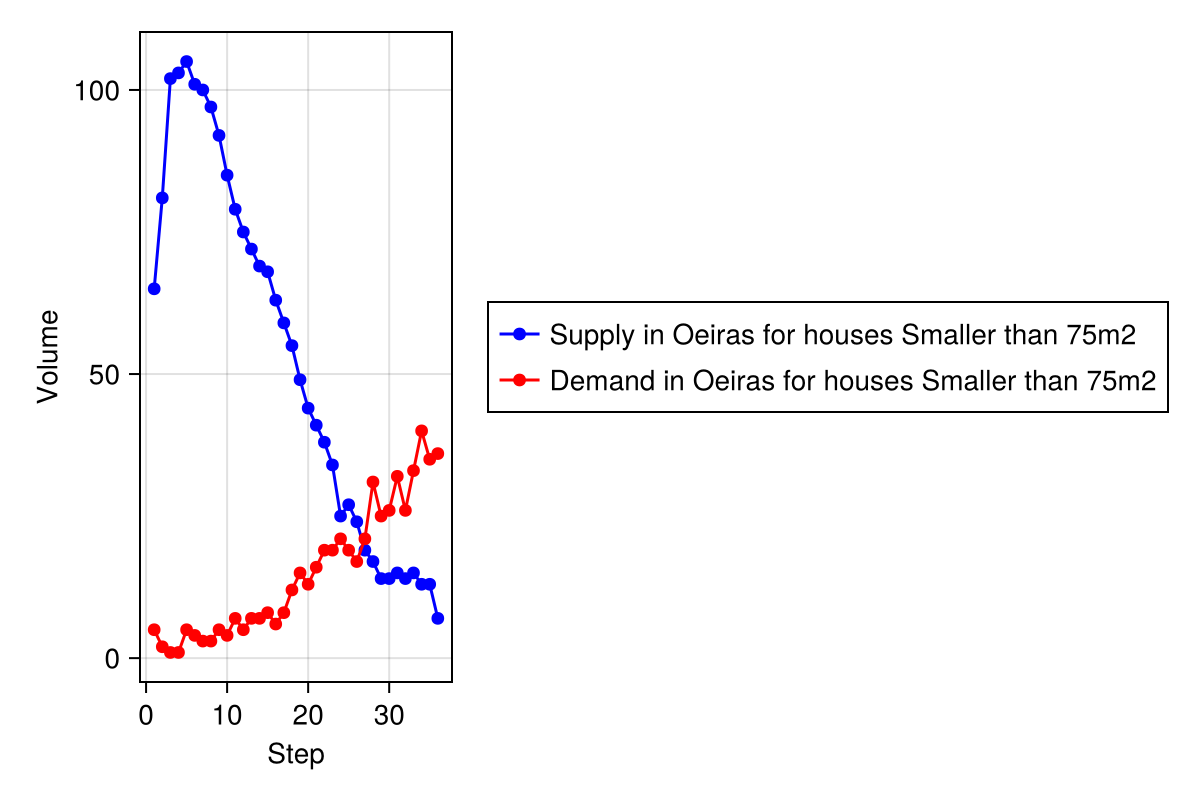 100
50
0
Volume
0 10 20 30
Step
Supply in Oeiras for houses Smaller than 75m2
Demand in Oeiras for houses Smaller than 75m2